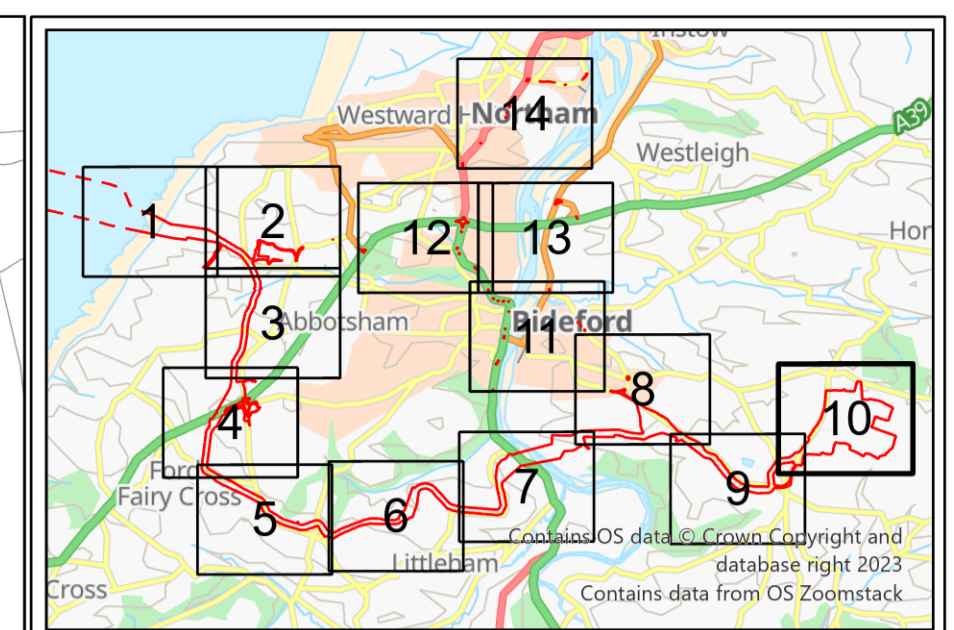 Instow
14
Westward H
Northam
A39
Westleigh
1
2
12
13
Hor
3
Abbotsham
Bideford
11
8
4
10
Ford
Fairy Cross
5
6
7
9
Contains OS data © Crown Copyright and
database right 2023
Littleham
Contains data from OS Zoomstack
Cross